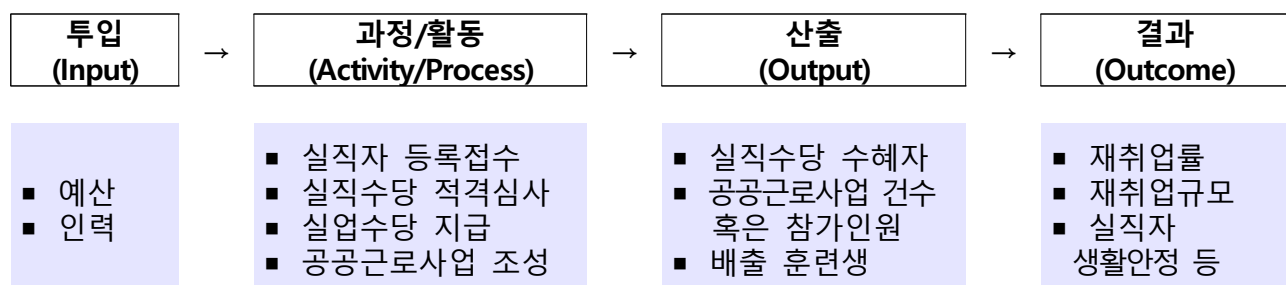 투입
(Input)
→
과정/활동
(Activity/Process)
→
산출
(Output)
→
결과
(Outcome)
▪ 예산
▪ 인력
▪ 실직자 등록접수
▪ 실직수당 적격심사
▪ 실업수당 지급
▪ 공공근로사업 조성
▪ 실직수당 수혜자
▪ 공공근로사업 건수
혹은 참가인원
▪ 배출 훈련생
▪ 재취업률
▪ 재취업규모
▪ 실직자
생활안정 등